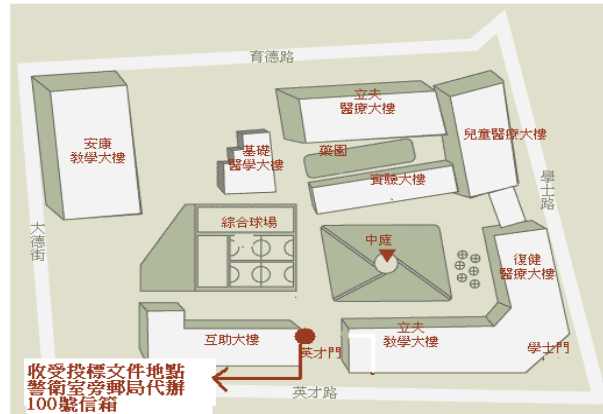 育德路
立夫
醫療大樓
兒童醫療大樓
安康
教學大樓
基礎
醫學大樓
藥園
實驗大樓
學士路
大德街
綜合球場
中庭
復健
醫療大樓
互助大樓
英才門
立夫
教學大樓
學士門
英才路
收受投標文件地點
警衛室旁郵局代辦
100號信箱